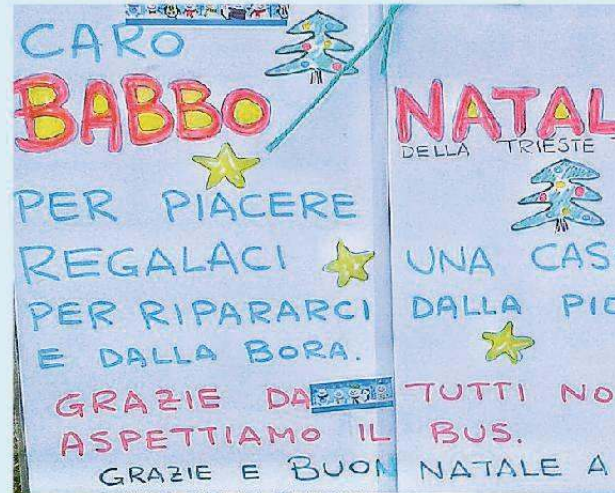 CARO
BABBO NATAL
DELLA TRIESTE
PER PIACERE
REGALACI UNA CAS
PER RIPARARCI DALLA PIO
E DALLA BORA.
GRAZIE DA TUTTI NO
ASPETTIAMO IL BUS.
GRAZIE E BUON NATALE A